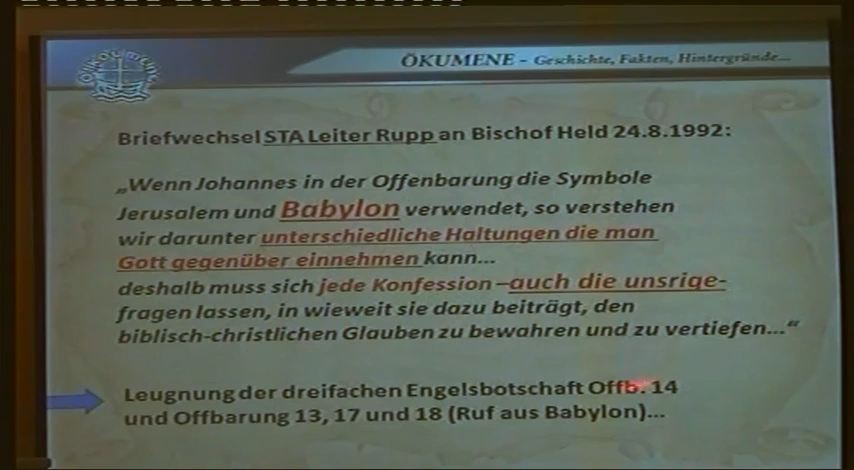 ÖKUMENE - Geschichte, Fakten, Hintergründe...
Briefwechsel STA Leiter Rupp an Bischof Held 24.8.1992:
„Wenn Johannes in der Offenbarung die Symbole
Jerusalem und Babylon verwendet, so verstehen
wir darunter unterschiedliche Haltungen die man
Gott gegenüber einnehmen kann...
deshalb muss sich jede Konfession –auch die unsrige-
fragen lassen, in wieweit sie dazu beiträgt, den
biblisch-christlichen Glauben zu bewahren und zu vertiefen...“
Leugnung der dreifachen Engelsbotschaft Offb. 14
und Offbarung 13, 17 und 18 (Ruf aus Babylon)...